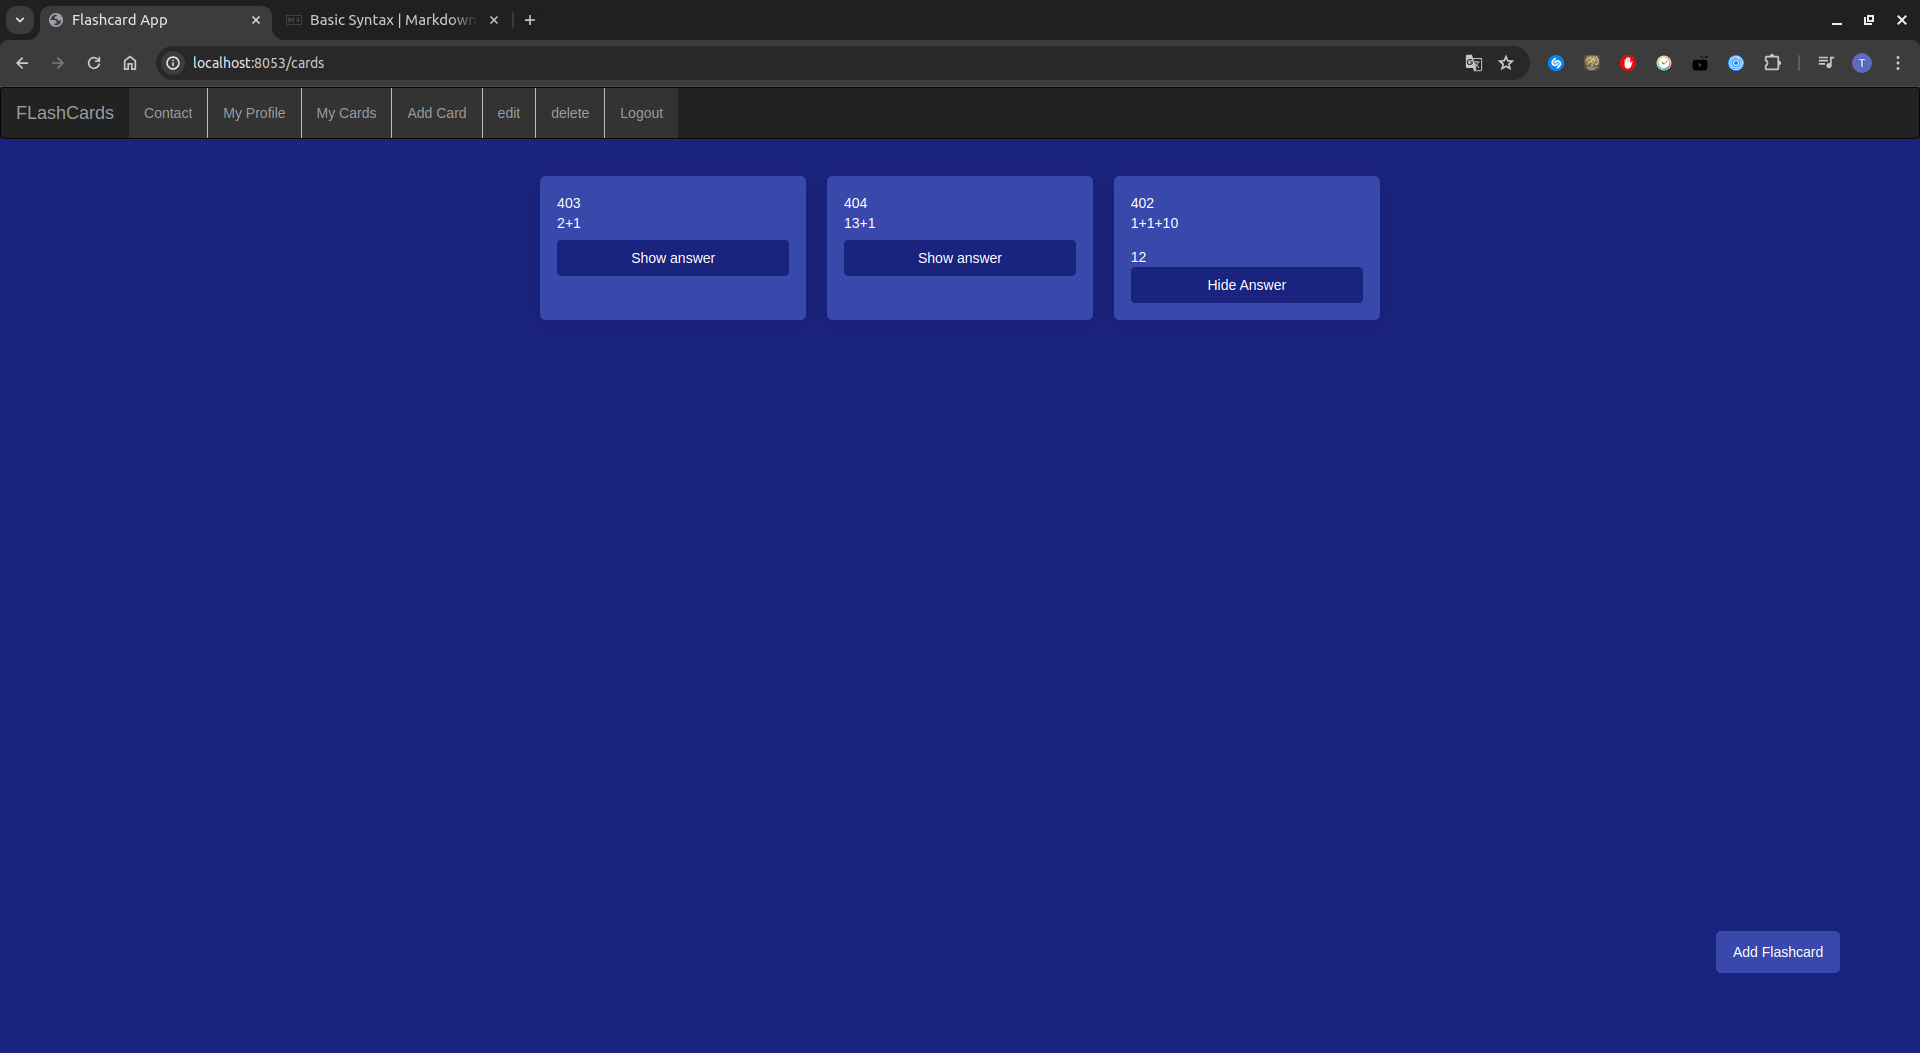 Flashcard App
Basic Syntax | Markdown
localhost:8053/cards
T
FLashCards Contact My Profile My Cards Add Card edit delete Logout
403
2+1
Show answer
404
13+1
Show answer
402
1+1+10
12
Hide Answer
Add Flashcard